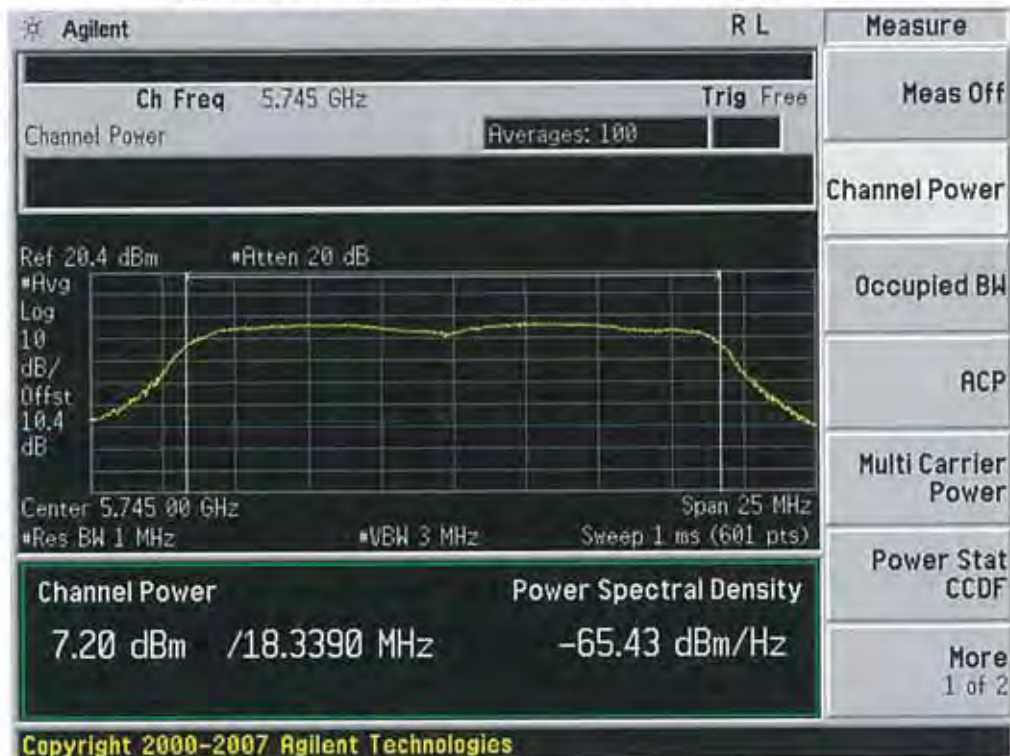 Agilent R L
Measure
Ch Freq 5.745 GHz Trig Free
Channel Power Averages: 100
Meas Off
Channel Power
Occupied BW
ACP
Multi Carrier
Power
Power Stat
CCDF
More
1 of 2
Ref 20.4 dBm #Atten 20 dB
#Avg
Log
10
dB/
Offst
10.4
dB
Center 5.745 00 GHz Span 25 MHz
#Res BW 1 MHz #VBW 3 MHz Sweep 1 ms (601 pts)
Channel Power Power Spectral Density
7.20 dBm /18.3390 MHz -65.43 dBm/Hz
Copyright 2000-2007 Agilent Technologies